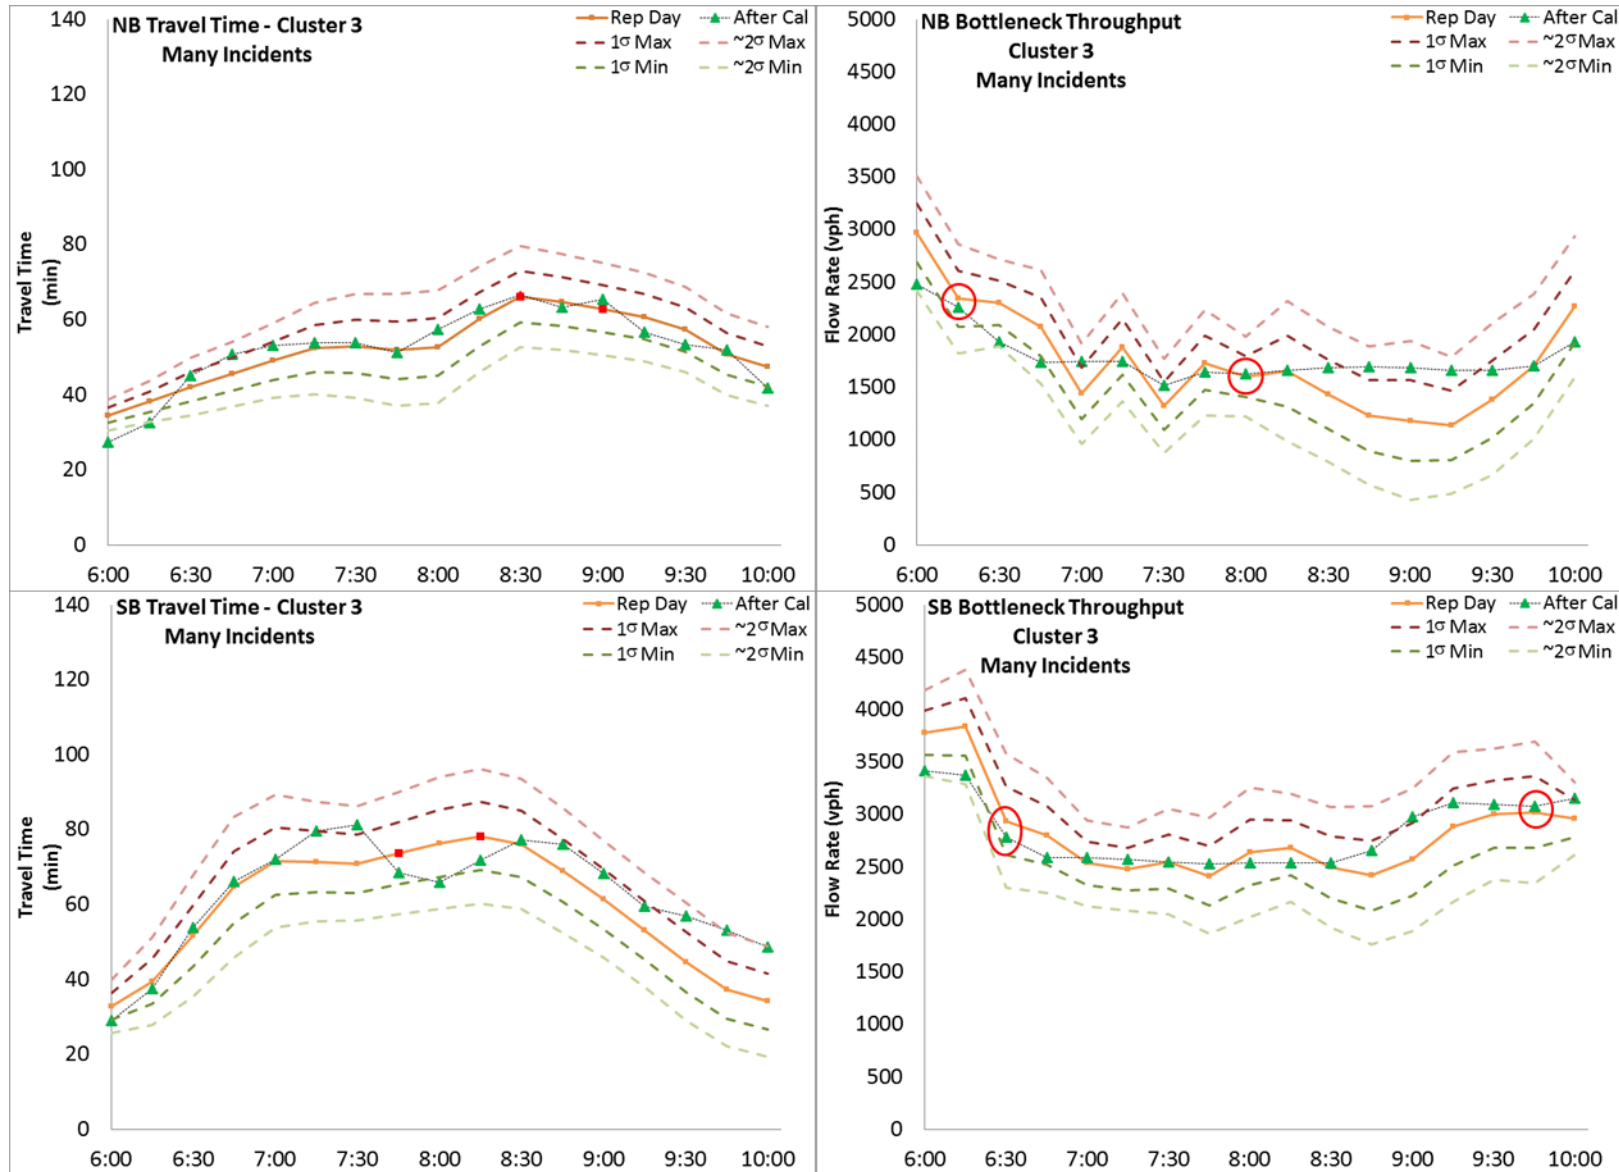 NB Travel Time - Cluster 3
Many Incidents
Rep Day
After Cal
1σ Max
~2σ Max
1σ Min
~2σ Min
Travel Time
(min)
140
120
100
80
60
40
20
0
6:00 6:30 7:00 7:30 8:00 8:30 9:00 9:30 10:00
NB Bottleneck Throughput
Cluster 3
Many Incidents
Rep Day
After Cal
1σ Max
~2σ Max
1σ Min
~2σ Min
Flow Rate (vph)
5000
4500
4000
3500
3000
2500
2000
1500
1000
500
0
6:00 6:30 7:00 7:30 8:00 8:30 9:00 9:30 10:00
SB Travel Time - Cluster 3
Many Incidents
Rep Day
After Cal
1σ Max
~2σ Max
1σ Min
~2σ Min
Travel Time
(min)
140
120
100
80
60
40
20
0
6:00 6:30 7:00 7:30 8:00 8:30 9:00 9:30 10:00
SB Bottleneck Throughput
Cluster 3
Many Incidents
Rep Day
After Cal
1σ Max
~2σ Max
1σ Min
~2σ Min
Flow Rate (vph)
5000
4500
4000
3500
3000
2500
2000
1500
1000
500
0
6:00 6:30 7:00 7:30 8:00 8:30 9:00 9:30 10:00